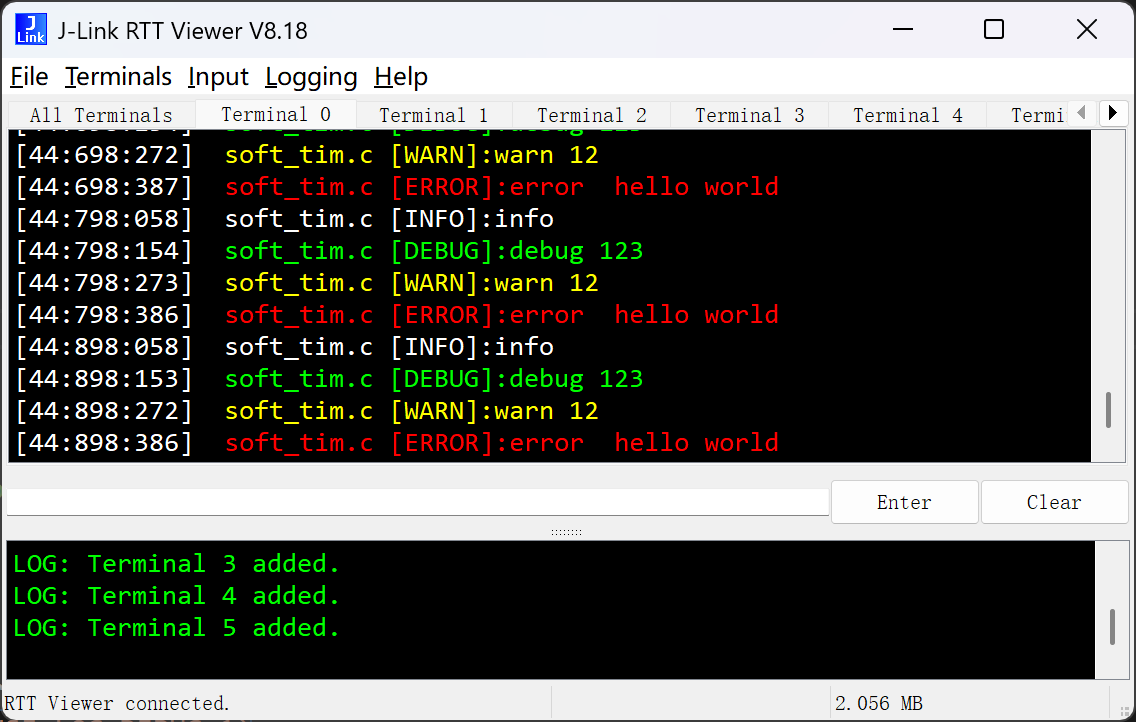 J Link J-Link RTT Viewer V8.18
File Terminals Input Logging Help
All Terminals Terminal 0 Terminal 1 Terminal 2 Terminal 3 Terminal 4 Termi
[44:698:272] soft_tim.c [WARN]:warn 12
[44:698:387] soft_tim.c [ERROR]:error hello world
[44:798:058] soft_tim.c [INFO]:info
[44:798:154] soft_tim.c [DEBUG]:debug 123
[44:798:273] soft_tim.c [WARN]:warn 12
[44:798:386] soft_tim.c [ERROR]:error hello world
[44:898:058] soft_tim.c [INFO]:info
[44:898:153] soft_tim.c [DEBUG]:debug 123
[44:898:272] soft_tim.c [WARN]:warn 12
[44:898:386] soft_tim.c [ERROR]:error hello world
Enter Clear
LOG: Terminal 3 added.
LOG: Terminal 4 added.
LOG: Terminal 5 added.
RTT Viewer connected. 2.056 MB